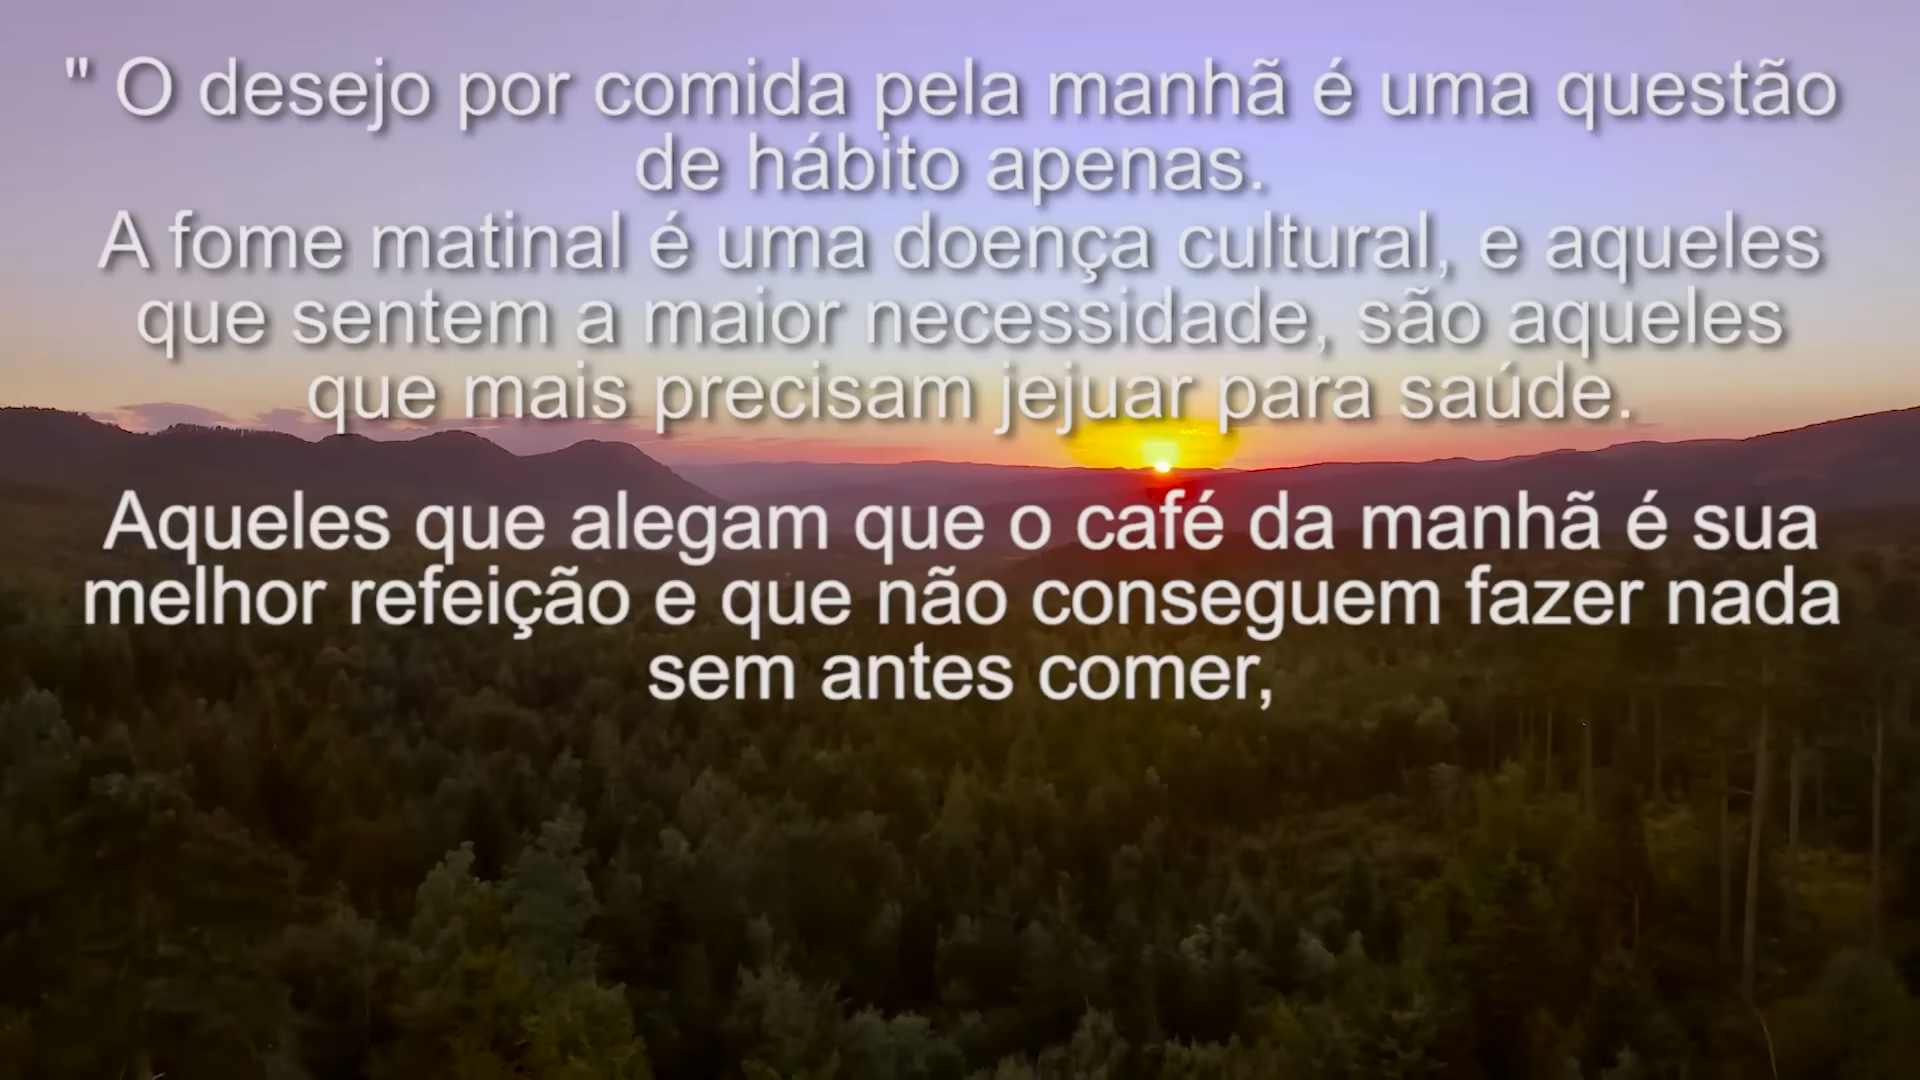 " O desejo por comida pela manhã é uma questão
de hábito apenas.
A fome matinal é uma doença cultural, e aqueles
que sentem a maior necessidade, são aqueles
que mais precisam jejuar para saúde.
Aqueles que alegam que o café da manhã é sua
melhor refeição e que não conseguem fazer nada
sem antes comer,